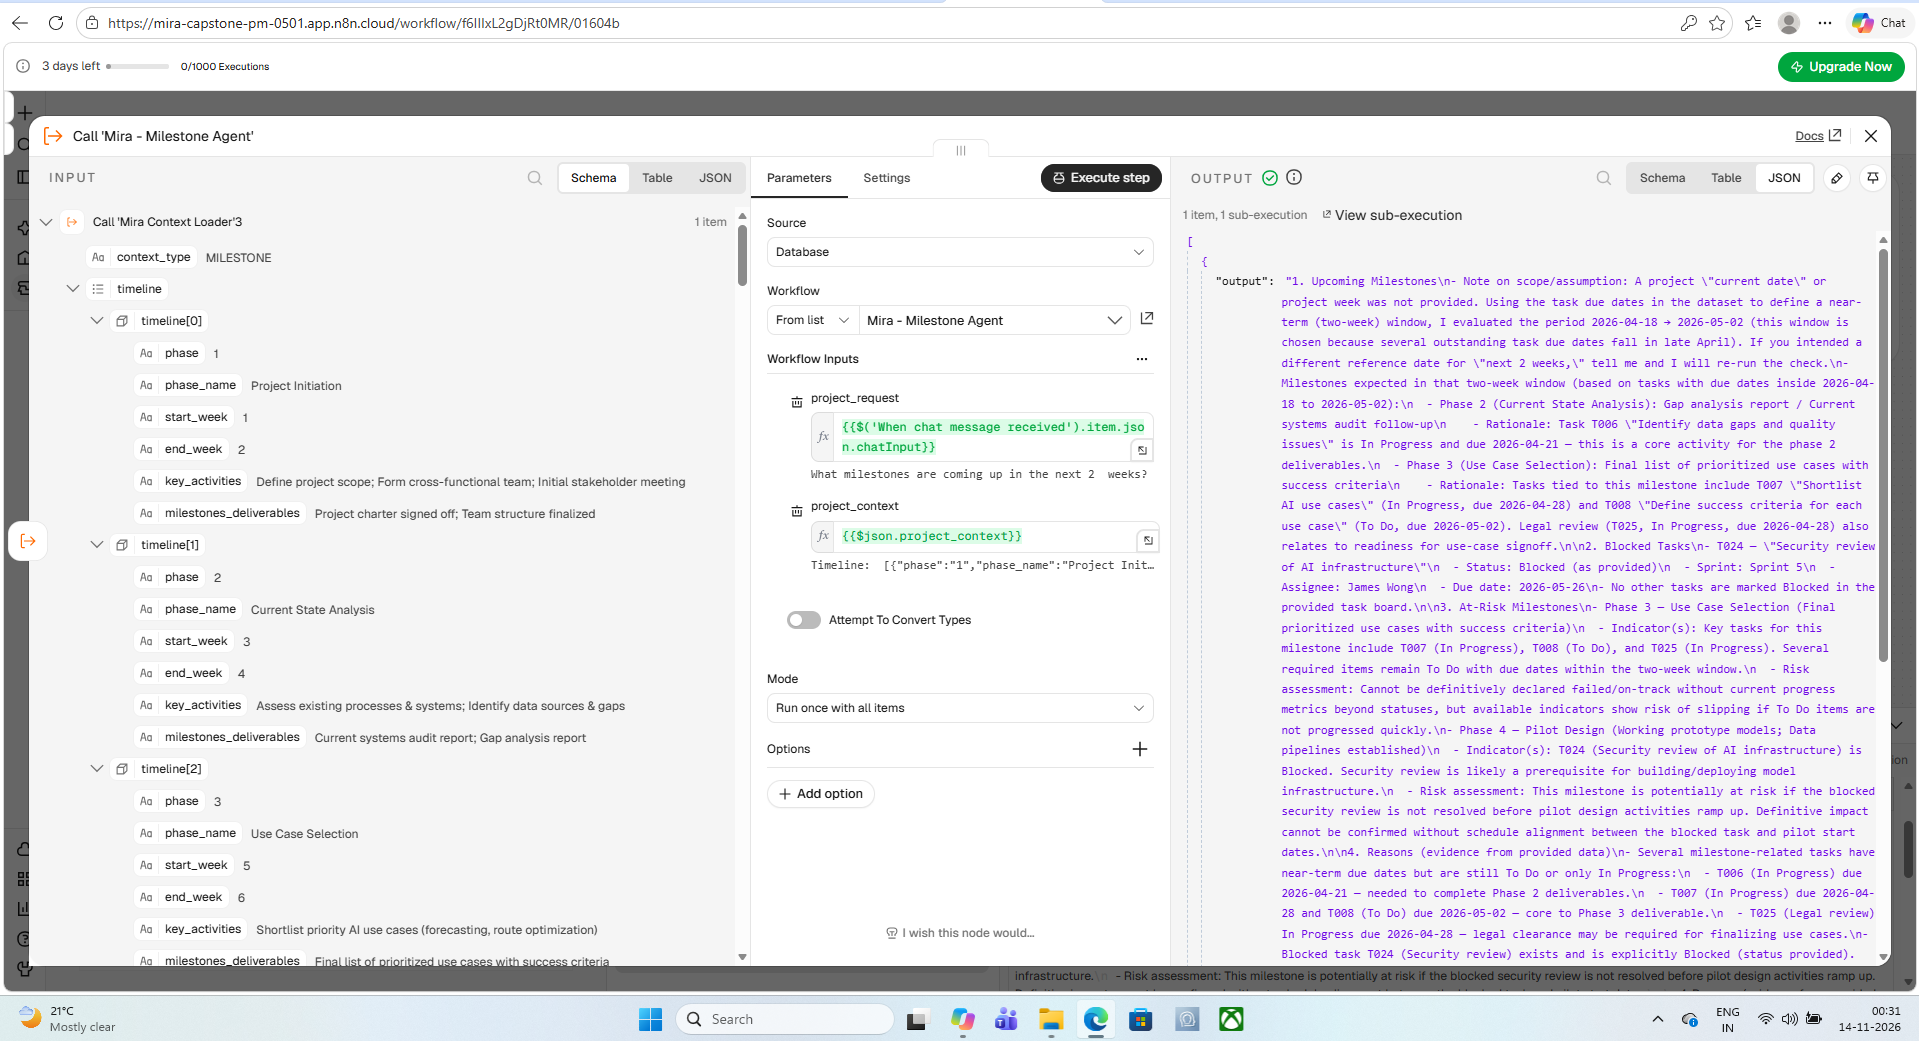 https://mira-capstone-pm-0501.app.n8n.cloud/workflow/f6IIIxL2gDjRt0MR/01604b
Chat
3 days left
0/1000 Executions
Upgrade Now
Call 'Mira - Milestone Agent'
Docs
INPUT
Schema
Table
JSON
Call 'Mira Context Loader'3
1 item
Aa context_type MILESTONE
timeline
timeline[0]
Aa phase 1
Aa phase_name Project Initiation
Aa start_week 1
Aa end_week 2
Aa key_activities Define project scope; Form cross-functional team; Initial stakeholder meeting
Aa milestones_deliverables Project charter signed off; Team structure finalized
timeline[1]
Aa phase 2
Aa phase_name Current State Analysis
Aa start_week 3
Aa end_week 4
Aa key_activities Assess existing processes & systems; Identify data sources & gaps
Aa milestones_deliverables Current systems audit report; Gap analysis report
timeline[2]
Aa phase 3
Aa phase_name Use Case Selection
Aa start_week 5
Aa end_week 6
Aa key_activities Shortlist priority AI use cases (forecasting, route optimization)
Aa milestones_deliverables Final list of prioritized use cases with success criteria
Parameters
Settings
Execute step
Source
Database
Workflow
From list
Mira - Milestone Agent
Workflow Inputs
project_request
fx {{$('When chat message received').item.jso
n.chatInput}}
What milestones are coming up in the next 2 weeks?
project_context
fx {{$json.project_context}}
Timeline: [{"phase":"1","phase_name":"Project Init...
Attempt To Convert Types
Mode
Run once with all items
Options
Add option
I wish this node would...
OUTPUT
Schema
Table
JSON
1 item, 1 sub-execution
View sub-execution
[
{
"output": "1. Upcoming Milestones\n- Note on scope/assumption: A project \"current date\" or
project week was not provided. Using the task due dates in the dataset to define a near-
term (two-week) window, I evaluated the period 2026-04-18 → 2026-05-02 (this window is
chosen because several outstanding task due dates fall in late April). If you intended a
different reference date for \"next 2 weeks,\" tell me and I will re-run the check.\n-
Milestones expected in that two-week window (based on tasks with due dates inside 2026-04-
18 to 2026-05-02):\n  - Phase 2 (Current State Analysis): Gap analysis report / Current
systems audit follow-up\n    - Rationale: Task T006 \"Identify data gaps and quality
issues\" is In Progress and due 2026-04-21 — this is a core activity for the phase 2
deliverables.\n  - Phase 3 (Use Case Selection): Final list of prioritized use cases with
success criteria\n    - Rationale: Tasks tied to this milestone include T007 \"Shortlist
AI use cases\" (In Progress, due 2026-04-28) and T008 \"Define success criteria for each
use case\" (To Do, due 2026-05-02). Legal review (T025, In Progress, due 2026-04-28) also
relates to readiness for use-case signoff.\n\n2. Blocked Tasks\n- T024 — \"Security review
of AI infrastructure\"\n  - Status: Blocked (as provided)\n  - Sprint: Sprint 5\n  -
Assignee: James Wong\n  - Due date: 2026-05-26\n- No other tasks are marked Blocked in the
provided task board.\n\n3. At-Risk Milestones\n- Phase 3 — Use Case Selection (Final
prioritized use cases with success criteria)\n  - Indicator(s): Key tasks for this
milestone include T007 (In Progress), T008 (To Do), and T025 (In Progress). Several
required items remain To Do with due dates within the two-week window.\n  - Risk
assessment: Cannot be definitively declared failed/on-track without current progress
metrics beyond statuses, but available indicators show risk of slipping if To Do items are
not progressed quickly.\n- Phase 4 — Pilot Design (Working prototype models; Data
pipelines established)\n  - Indicator(s): T024 (Security review of AI infrastructure) is
Blocked. Security review is likely a prerequisite for building/deploying model
infrastructure.\n  - Risk assessment: This milestone is potentially at risk if the blocked
security review is not resolved before pilot design activities ramp up. Definitive impact
cannot be confirmed without schedule alignment between the blocked task and pilot start
dates.\n\n4. Reasons (evidence from provided data)\n- Several milestone-related tasks have
near-term due dates but are still To Do or only In Progress:\n  - T006 (In Progress) due
2026-04-21 — needed to complete Phase 2 deliverables.\n  - T007 (In Progress) due 2026-04-
28 and T008 (To Do) due 2026-05-02 — core to Phase 3 deliverable.\n  - T025 (Legal review)
In Progress due 2026-04-28 — legal clearance may be required for finalizing use cases.\n-
Blocked task T024 (Security review) exists and is explicitly Blocked (status provided).
infrastructure.\n - Risk assessment: This milestone is potentially at risk if the blocked security review is not resolved before pilot design activities ramp up.
21°C
Mostly clear
Search
ENG
IN
00:31
14-11-2026